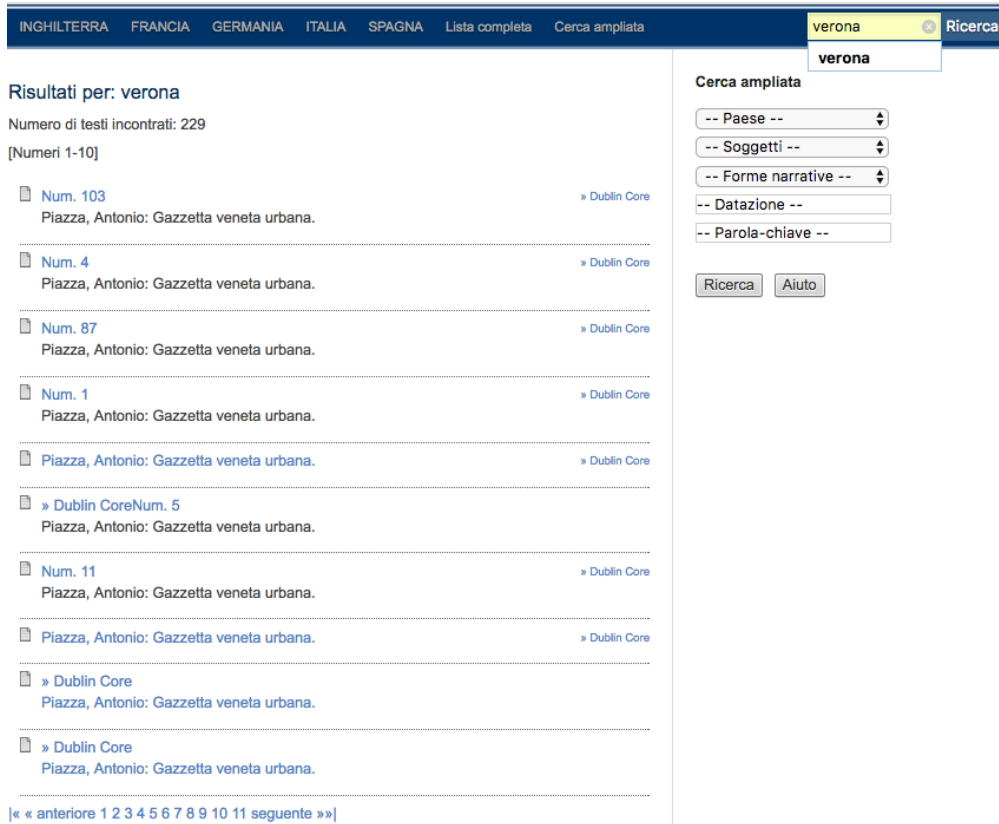 INGHILTERRA FRANCIA GERMANIA ITALIA SPAGNA Lista completa Cerca ampliata verona Ricerca
verona
Risultati per: verona
Numero di testi incontrati: 229
[Numeri 1-10]
Num. 103 » Dublin Core
Piazza, Antonio: Gazzetta veneta urbana.
Num. 4 » Dublin Core
Piazza, Antonio: Gazzetta veneta urbana.
Num. 87 » Dublin Core
Piazza, Antonio: Gazzetta veneta urbana.
Num. 1 » Dublin Core
Piazza, Antonio: Gazzetta veneta urbana.
Piazza, Antonio: Gazzetta veneta urbana. » Dublin Core
» Dublin CoreNum. 5
Piazza, Antonio: Gazzetta veneta urbana.
Num. 11 » Dublin Core
Piazza, Antonio: Gazzetta veneta urbana.
Piazza, Antonio: Gazzetta veneta urbana. » Dublin Core
» Dublin Core
Piazza, Antonio: Gazzetta veneta urbana.
» Dublin Core
Piazza, Antonio: Gazzetta veneta urbana.
|« « anteriore 1 2 3 4 5 6 7 8 9 10 11 seguente »»|
Cerca ampliata
-- Paese --
-- Soggetti --
-- Forme narrative --
-- Datazione --
-- Parola-chiave --
Ricerca Aiuto